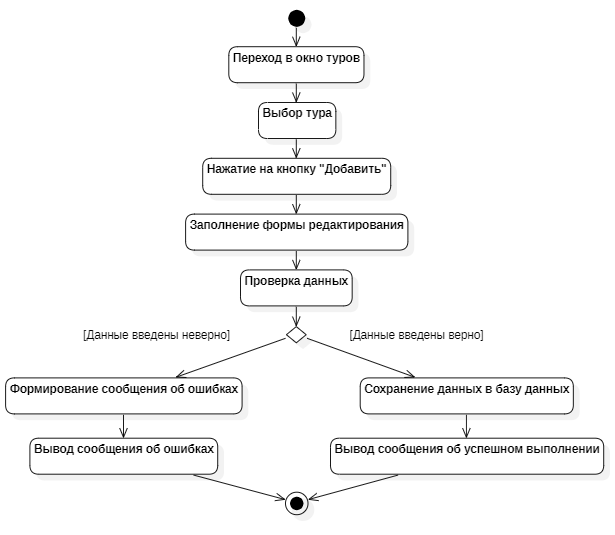 Переход в окно туров
Выбор тура
Нажатие на кнопку "Добавить"
Заполнение формы редактирования
Проверка данных
[Данные введены неверно]
[Данные введены верно]
Формирование сообщения об ошибках
Сохранение данных в базу данных
Вывод сообщения об ошибках
Вывод сообщения об успешном выполнении